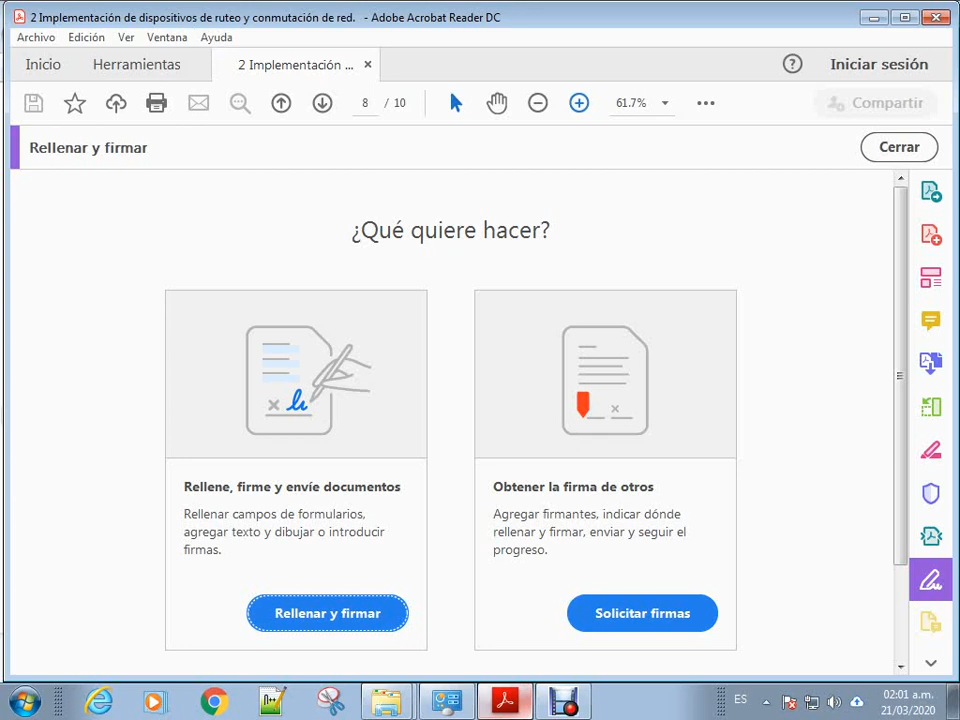 2 Implementación de dispositivos de ruteo y conmutación de red. - Adobe Acrobat Reader DC
Archivo Edición Ver Ventana Ayuda
Inicio Herramientas 2 Implementación ... × ? Iniciar sesión
8 / 10 61.7% Compartir
Rellenar y firmar Cerrar
¿Qué quiere hacer?
Rellene, firme y envíe documentos
Rellenar campos de formularios,
agregar texto y dibujar o introducir
firmas.
Rellenar y firmar
Obtener la firma de otros
Agregar firmantes, indicar dónde
rellenar y firmar, enviar y seguir el
progreso.
Solicitar firmas
ES
02:01 a.m.
21/03/2020